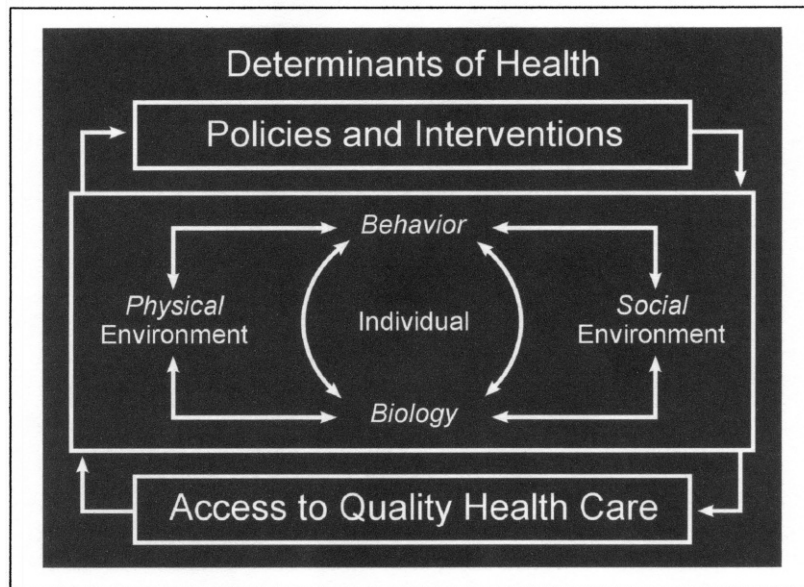 Determinants of Health
Policies and Interventions
Behavior
Physical
Environment
Individual
Social
Environment
Biology
Access to Quality Health Care